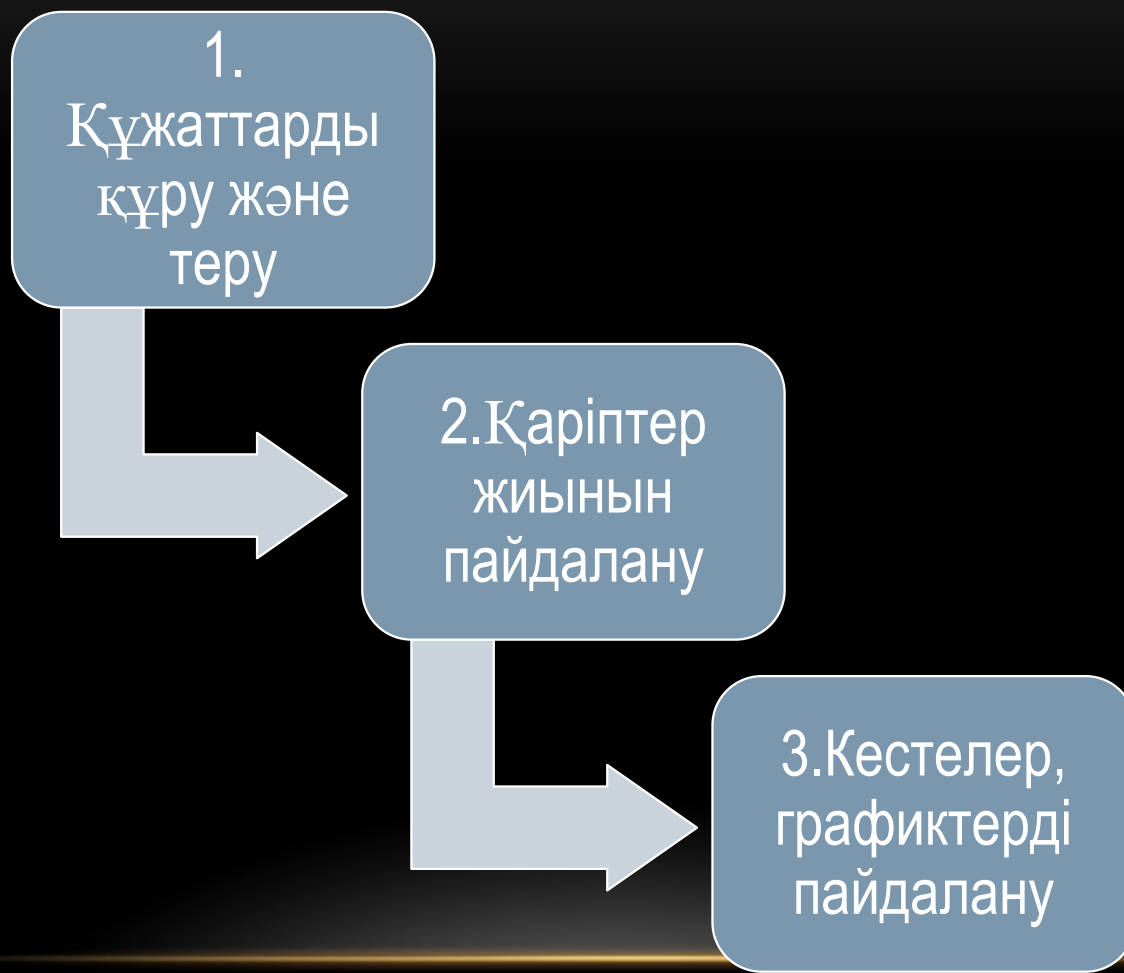 1.
Құжаттарды
құру және
теру
2.Қаріптер
жиынын
пайдалану
3.Кестелер,
графиктерді
пайдалану